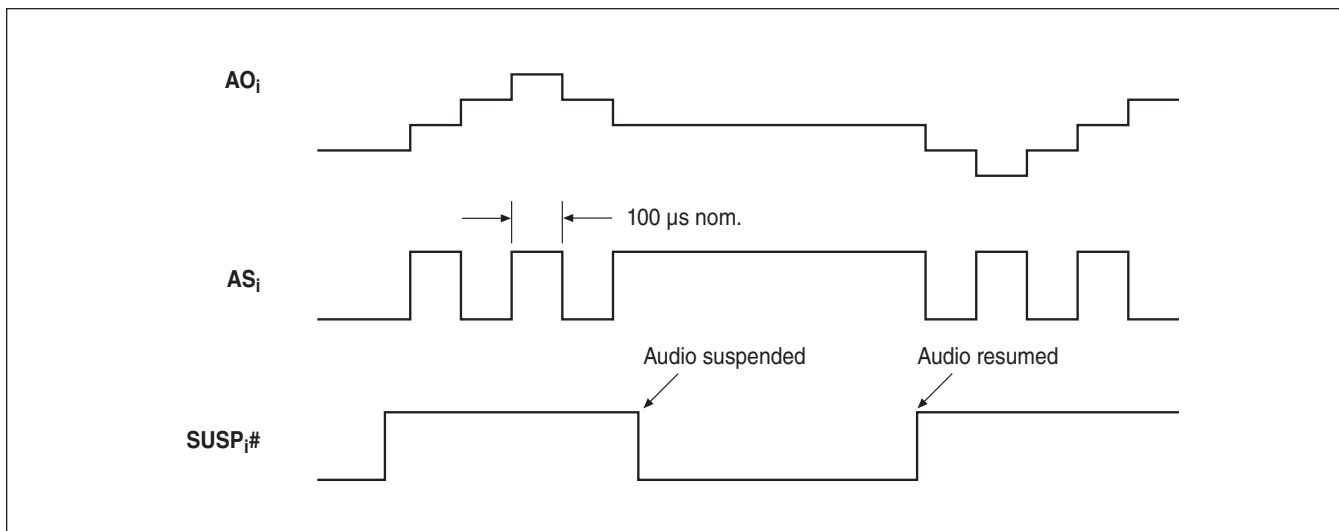 AOi
100 µs nom.
ASi
Audio suspended
Audio resumed
SUSPi#